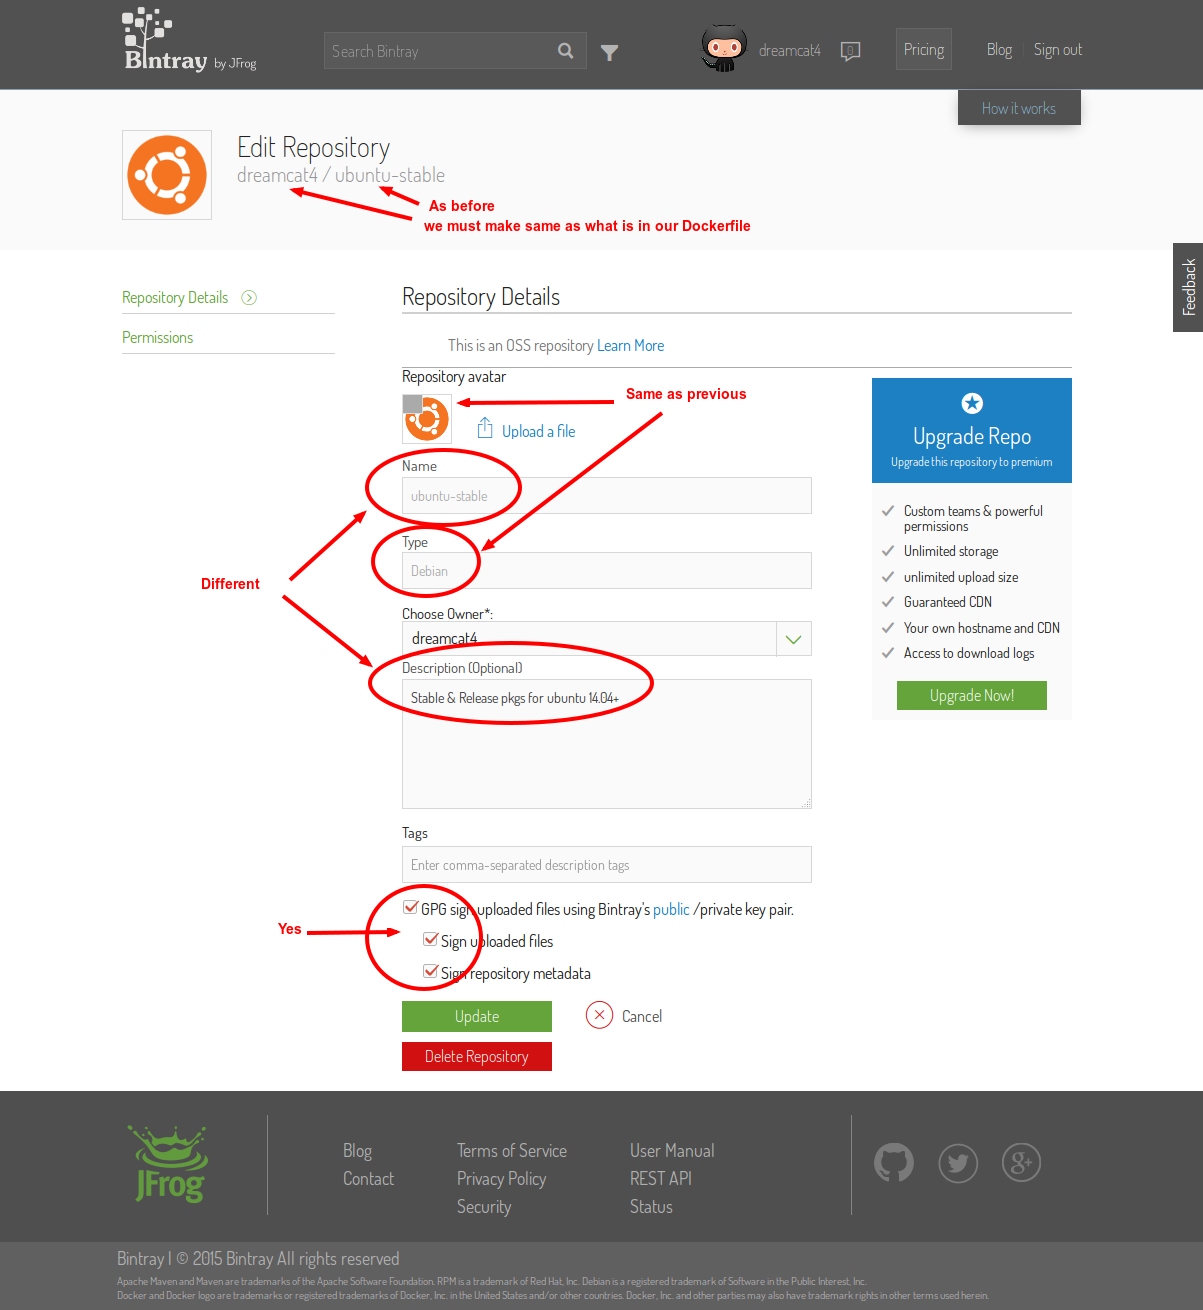 Bintray by JFrog
Search Bintray
dreamcat4
0
Pricing
Blog
Sign out
How it works
Edit Repository
dreamcat4 / ubuntu-stable
As before
we must make same as what is in our Dockerfile
Feedback
Repository Details
Permissions
Repository Details
This is an OSS repository Learn More
Repository avatar
Same as previous
Upload a file
Name
ubuntu-stable
Type
Debian
Different
Choose Owner*:
dreamcat4
Description (Optional)
Stable & Release pkgs for ubuntu 14.04+
Tags
Enter comma-separated description tags
Yes
GPG sign uploaded files using Bintray's public /private key pair.
Sign uploaded files
Sign repository metadata
Update
Cancel
Delete Repository
Upgrade Repo
Upgrade this repository to premium
Custom teams & powerful
permissions
Unlimited storage
unlimited upload size
Guaranteed CDN
Your own hostname and CDN
Access to download logs
Upgrade Now!
JFrog
Blog
Contact
Terms of Service
Privacy Policy
Security
User Manual
REST API
Status
g+
Bintray | © 2015 Bintray All rights reserved
Apache Maven and Maven are trademarks of the Apache Software Foundation. RPM is a trademark of Red Hat, Inc. Debian is a registered trademark of Software in the Public Interest, Inc.
Docker and Docker logo are trademarks or registered trademarks of Docker, Inc. in the United States and/or other countries. Docker, Inc. and other parties may also have trademark rights in other terms used herein.